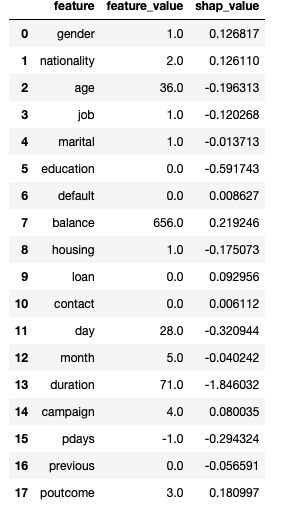 feature feature_value shap_value
0 gender 1.0 0.126817
1 nationality 2.0 0.126110
2 age 36.0 -0.196313
3 job 1.0 -0.120268
4 marital 1.0 -0.013713
5 education 0.0 -0.591743
6 default 0.0 0.008627
7 balance 656.0 0.219246
8 housing 1.0 -0.175073
9 loan 0.0 0.092956
10 contact 0.0 0.006112
11 day 28.0 -0.320944
12 month 5.0 -0.040242
13 duration 71.0 -1.846032
14 campaign 4.0 0.080035
15 pdays -1.0 -0.294324
16 previous 0.0 -0.056591
17 poutcome 3.0 0.180997